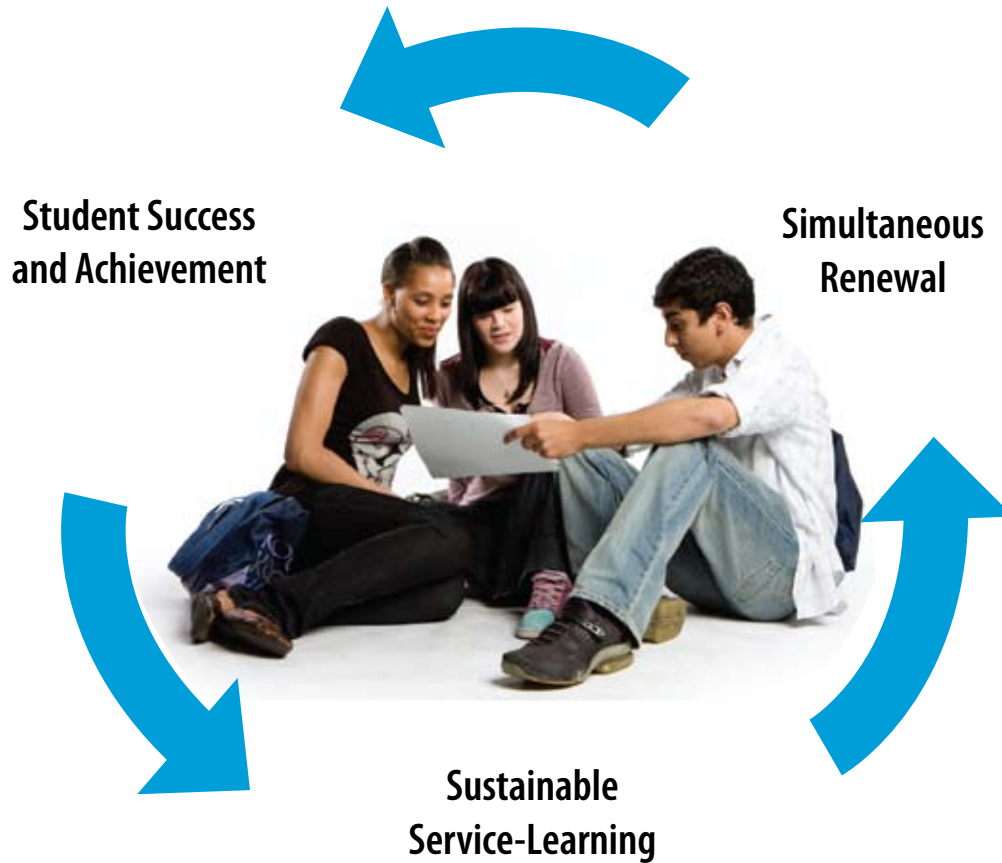 Student Success
and Achievement
Simultaneous
Renewal
Sustainable
Service-Learning